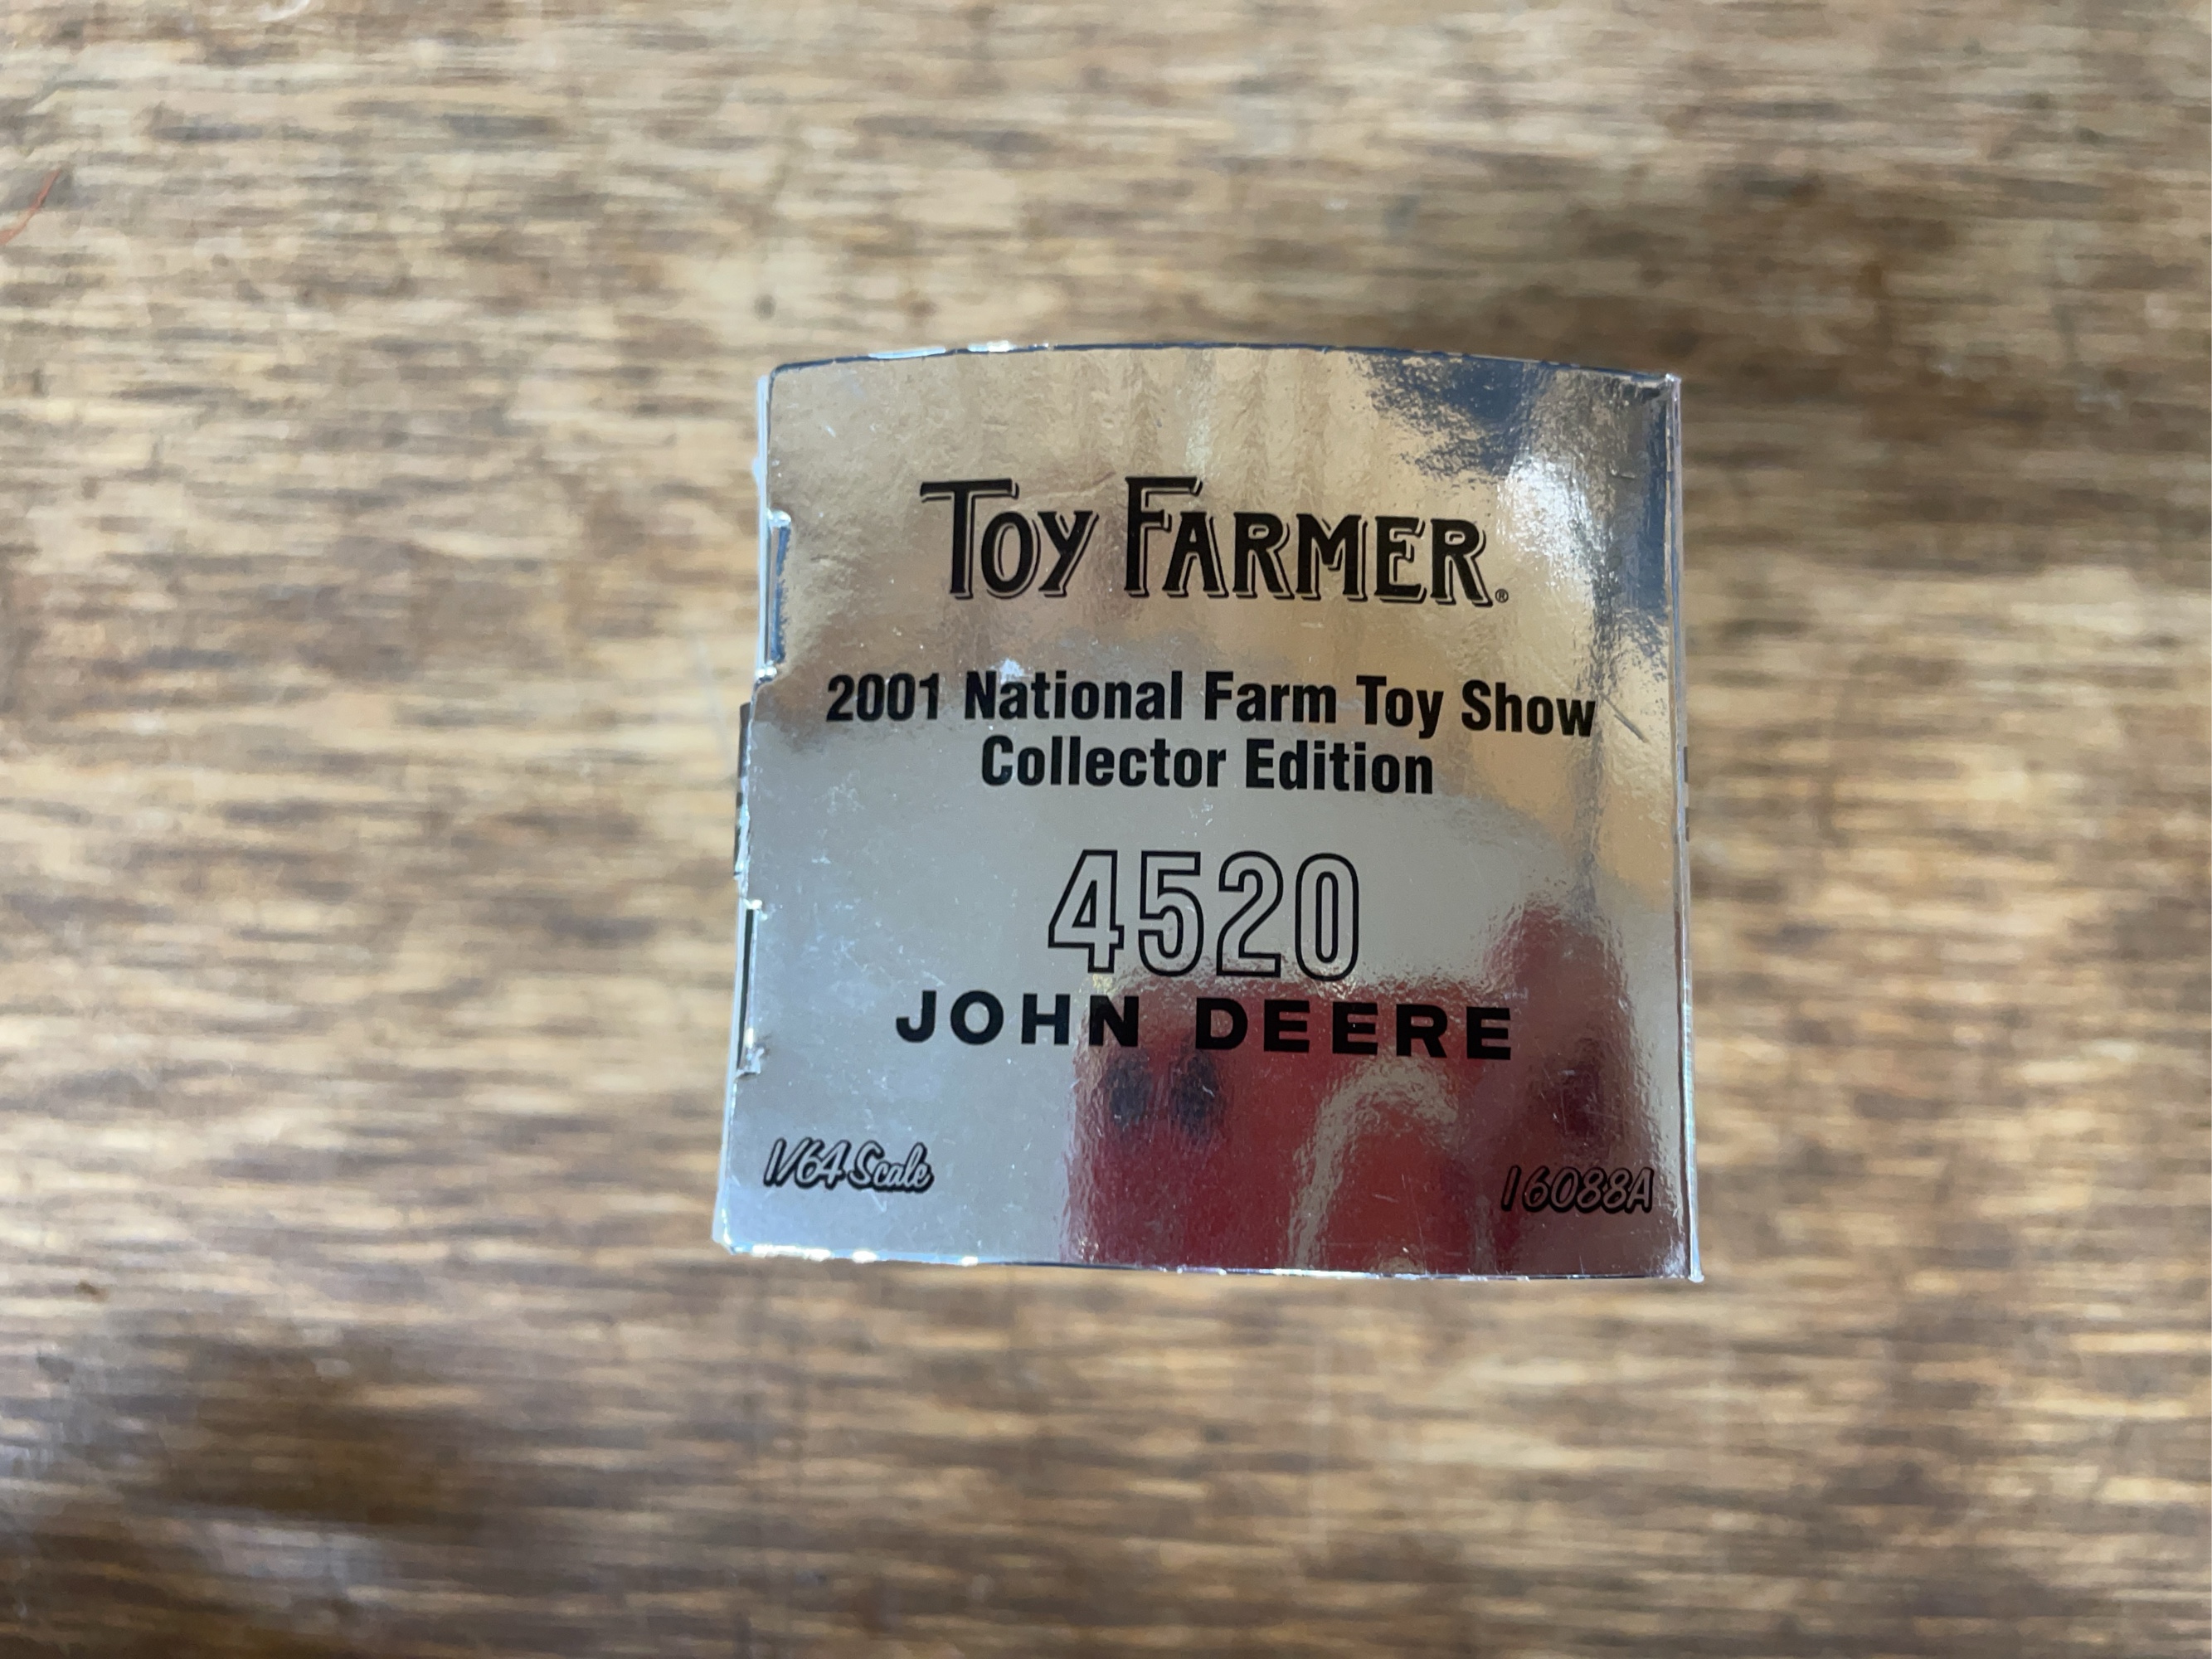 TOY FARMER®
2001 National Farm Toy Show
Collector Edition
4520
JOHN DEERE
1/64 Scale
16088A